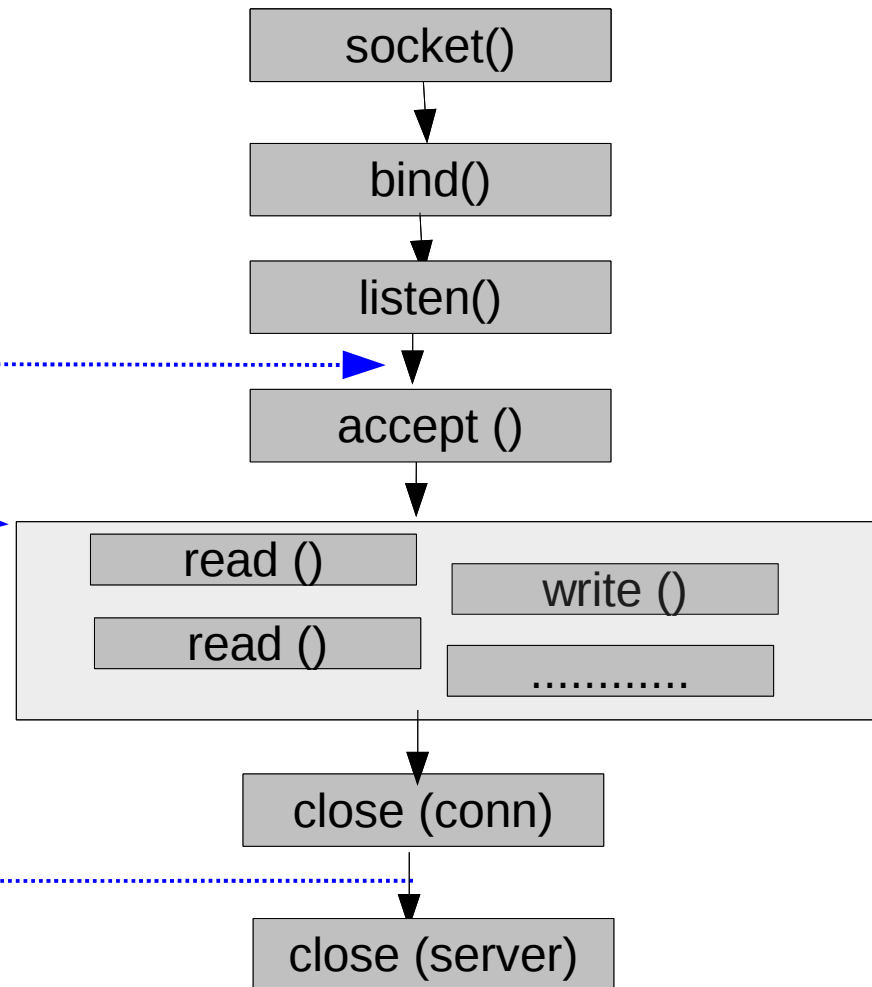 socket()
bind()
listen()
accept ()
read ()
write ()
read ()
............
close (conn)
close (server)